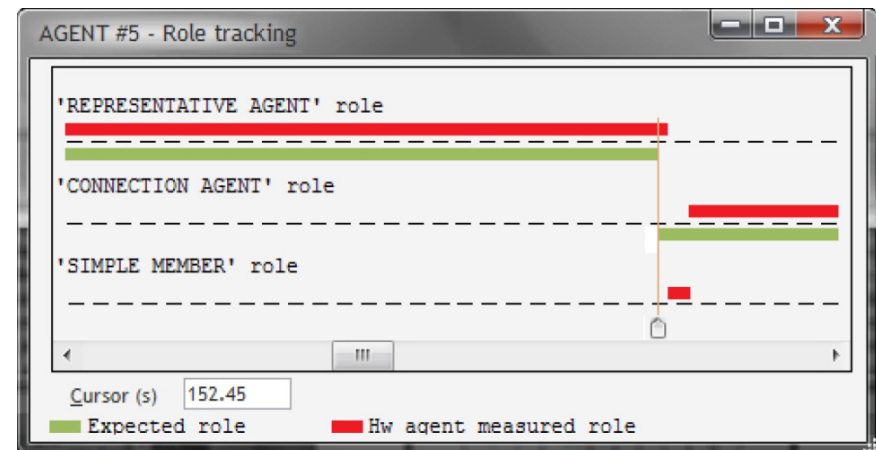 AGENT #5 - Role tracking
'REPRESENTATIVE AGENT' role
'CONNECTION AGENT' role
'SIMPLE MEMBER' role
Cursor (s) 152.45
Expected role Hw agent measured role